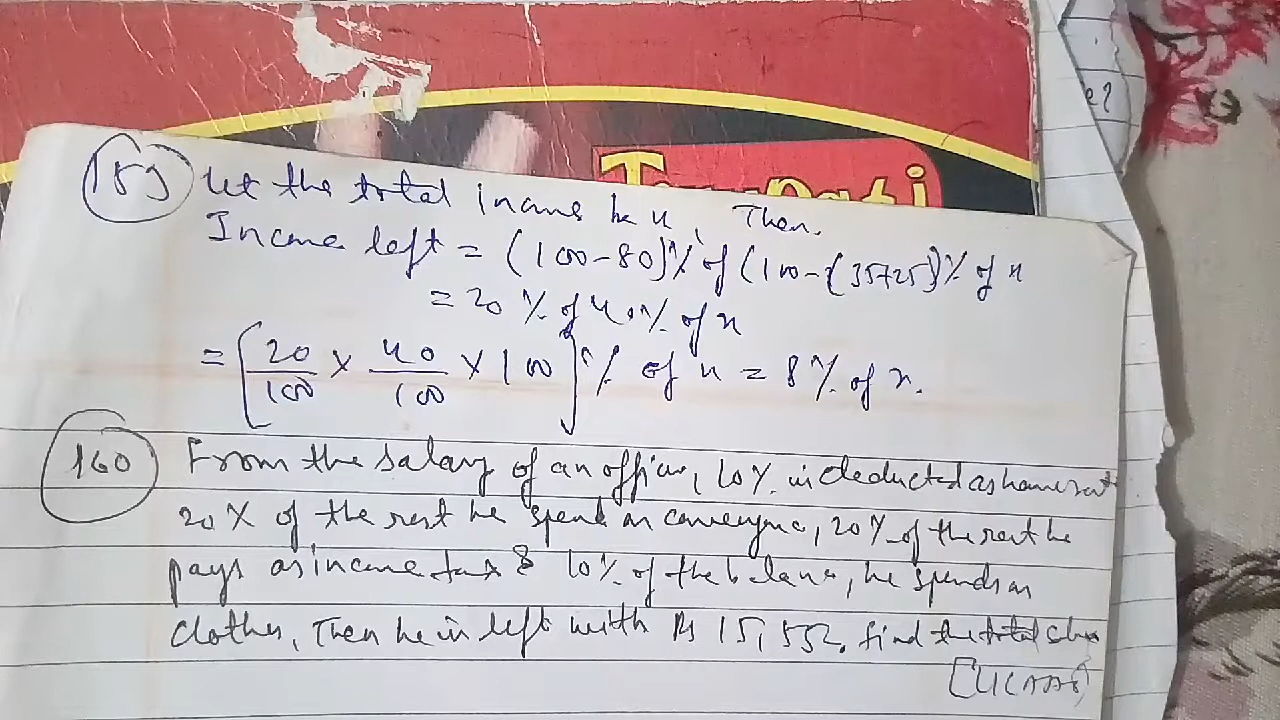 e?
159 Let the total income be x, Then.
Income left = (100-80)% of (100-(35+25))% of x
= 20 % of 40% of x
= [20/100 × 40/100 × 100]% of x = 8% of x.
160 From the salary of an officer, 10% is deducted as house rent
20% of the rest he spends on conveyance, 20% of the rest he
pays as income tax & 10% of the balance, he spends on
clothes, Then he is left with Rs 15,552. find the total